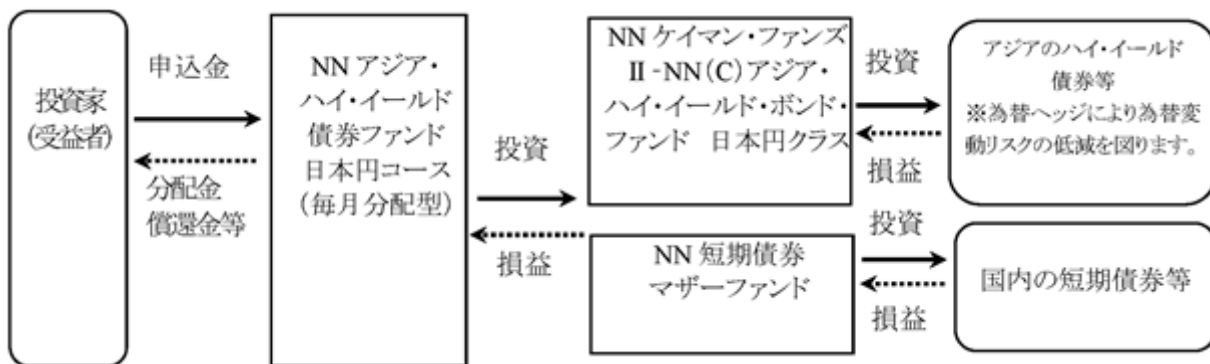 投資家
(受益者)
申込金
分配金
償還金等
NN アジア・
ハイ・イールド
債券ファンド
日本円コース
(毎月分配型)
投資
損益
NN ケイマン・ファンズ
Ⅱ-NN(C)アジア・
ハイ・イールド・ボンド・
ファンド 日本円クラス
投資
損益
アジアのハイ・イールド
債券等
※為替ヘッジにより為替変
動リスクの低減を図ります。
NN 短期債券
マザーファンド
投資
損益
国内の短期債券等